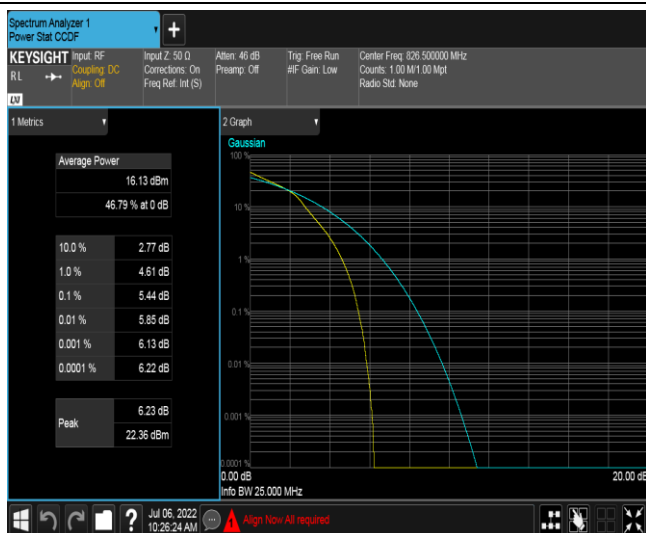 Spectrum Analyzer 1
Power Stat CCDF
+
KEYSIGHT
RL
Input: RF
Coupling: DC
Align: Off
Input Z: 50 Ω
Corrections: On
Freq Ref: Int (S)
Atten: 46 dB
Preamp: Off
Trig: Free Run
#IF Gain: Low
Center Freq: 826.500000 MHz
Counts: 1.00 M/1.00 Mpt
Radio Std: None
LXI
1 Metrics
Average Power
16.13 dBm
46.79 % at 0 dB
10.0 % 2.77 dB
1.0 % 4.61 dB
0.1 % 5.44 dB
0.01 % 5.85 dB
0.001 % 6.13 dB
0.0001 % 6.22 dB
Peak
6.23 dB
22.36 dBm
2 Graph
Gaussian
100 %
10 %
1 %
0.1 %
0.01 %
0.001 %
0.0001 %
0.00 dB
20.00 dB
Info BW 25.000 MHz
?
Jul 06, 2022
10:26:24 AM
Align Now All required